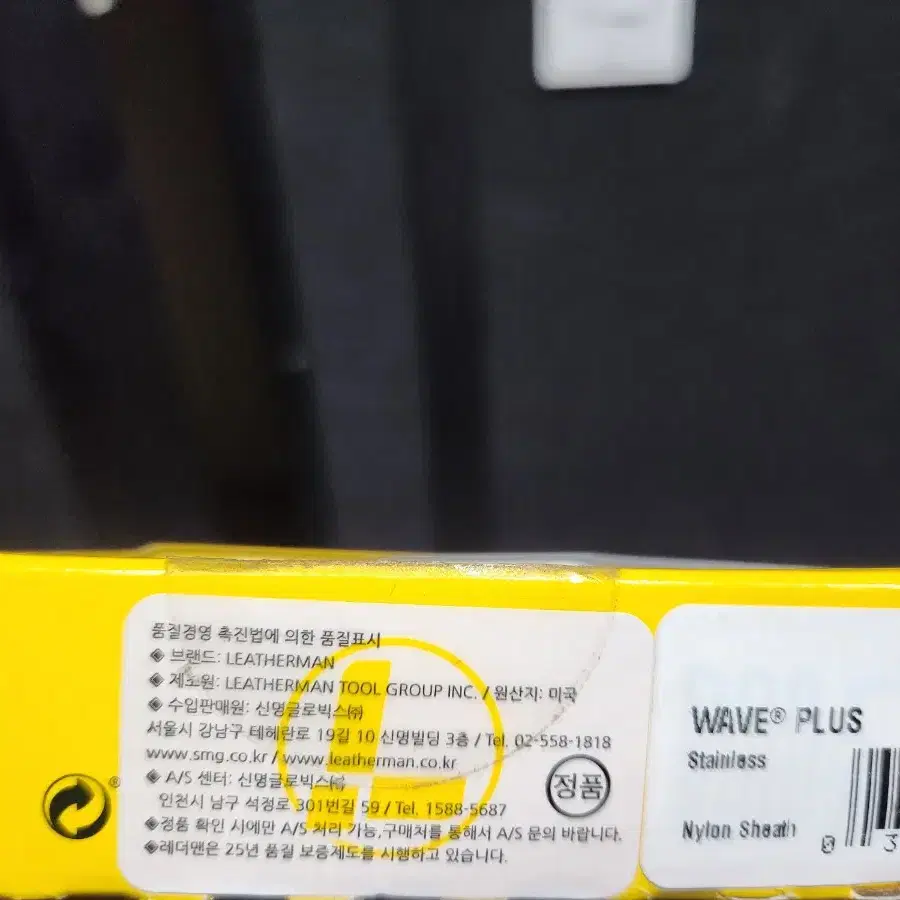 품질경영 촉진법에 의한 품질표시
◈ 브랜드: LEATHERMAN
◈ 제조원: LEATHERMAN TOOL GROUP INC. / 원산지: 미국
◈ 수입판매원: 신명글로빅스㈜
서울시 강남구 테헤란로 19길 10 신명빌딩 3층 / Tel. 02-558-1818
www.smg.co.kr / www.leatherman.co.kr
◈ A/S 센터: 신명글로빅스㈜
인천시 남구 석정로 301번길 59 / Tel. 1588-5687
◈정품 확인 시에만 A/S 처리 가능,구매처를 통해서 A/S 문의 바랍니다.
◈레더맨은 25년 품질 보증제도를 시행하고 있습니다.
정품
®
WAVE® PLUS
Stainless
Nylon Sheath
0 3